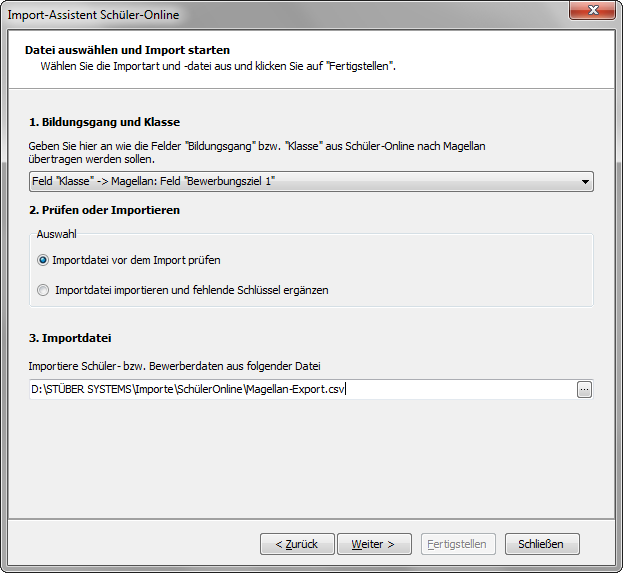 Import-Assistent Schüler-Online
Datei auswählen und Import starten
Wählen Sie die Importart und -datei aus und klicken Sie auf "Fertigstellen".
1. Bildungsgang und Klasse
Geben Sie hier an wie die Felder "Bildungsgang" bzw. "Klasse" aus Schüler-Online nach Magellan
übertragen werden sollen.
Feld "Klasse" -> Magellan: Feld "Bewerbungsziel 1"
2. Prüfen oder Importieren
Auswahl
Importdatei vor dem Import prüfen
Importdatei importieren und fehlende Schlüssel ergänzen
3. Importdatei
Importiere Schüler- bzw. Bewerberdaten aus folgender Datei
D:\STÜBER SYSTEMS\Importe\SchülerOnline\Magellan-Export.csv
...
< Zurück
Weiter >
Fertigstellen
Schließen